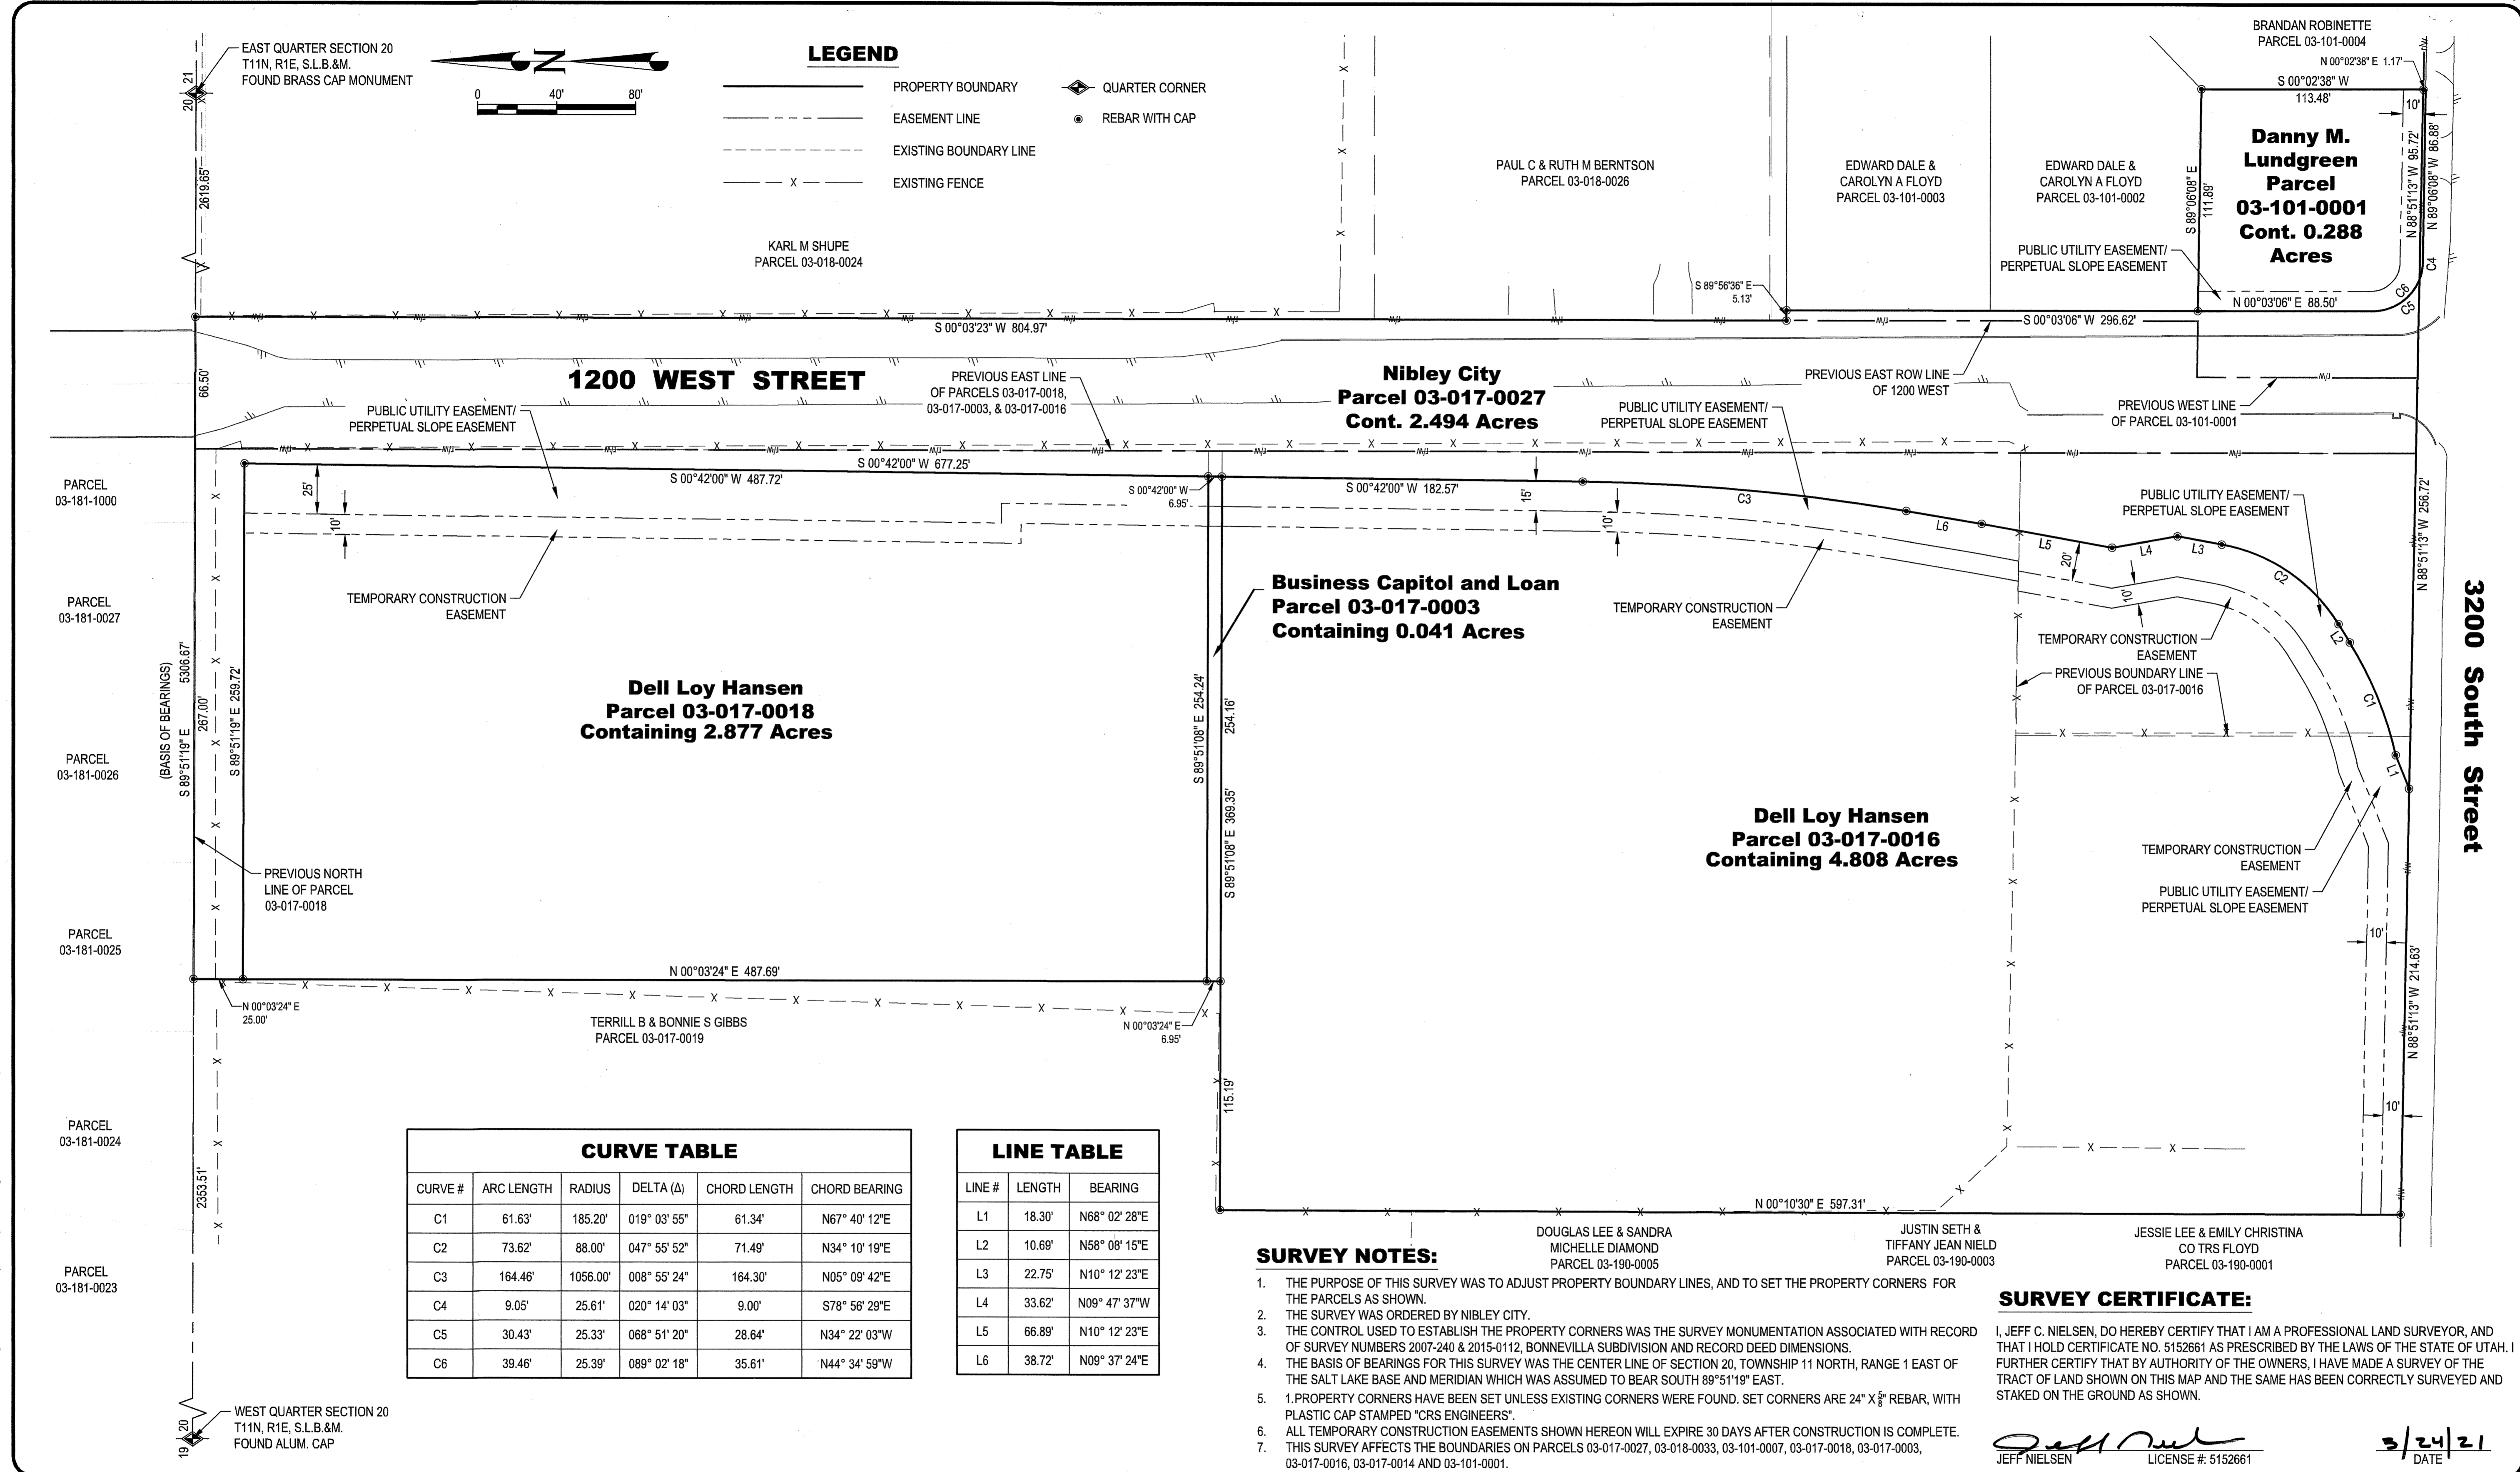 EAST QUARTER SECTION 20
T11N, R1E, S.L.B.&M.
FOUND BRASS CAP MONUMENT
20 21
2619.65'
N
0 40' 80'
LEGEND
PROPERTY BOUNDARY
EASEMENT LINE
EXISTING BOUNDARY LINE
EXISTING FENCE
QUARTER CORNER
REBAR WITH CAP
KARL M SHUPE
PARCEL 03-018-0024
PAUL C & RUTH M BERNTSON
PARCEL 03-018-0026
EDWARD DALE &
CAROLYN A FLOYD
PARCEL 03-101-0003
EDWARD DALE &
CAROLYN A FLOYD
PARCEL 03-101-0002
BRANDAN ROBINETTE
PARCEL 03-101-0004
N 00°02'38" E 1.17'
S 00°02'38" W
113.48'
10'
Danny M.
Lundgreen
Parcel
03-101-0001
Cont. 0.288
Acres
S 89°06'08" E
111.89'
N 88°51'13" W 95.72'
N 89°06'08" W 86.88'
C4
C6
C5
PUBLIC UTILITY EASEMENT/
PERPETUAL SLOPE EASEMENT
N 00°03'06" E 88.50'
S 89°56'36" E
5.13'
S 00°03'23" W 804.97'
S 00°03'06" W 296.62'
66.50'
1200 WEST STREET
PREVIOUS EAST LINE
OF PARCELS 03-017-0018,
03-017-0003, & 03-017-0016
Nibley City
Parcel 03-017-0027
Cont. 2.494 Acres
PREVIOUS EAST ROW LINE
OF 1200 WEST
PREVIOUS WEST LINE
OF PARCEL 03-101-0001
PUBLIC UTILITY EASEMENT/
PERPETUAL SLOPE EASEMENT
PUBLIC UTILITY EASEMENT/
PERPETUAL SLOPE EASEMENT
S 00°42'00" W 677.25'
S 00°42'00" W 487.72'
S 00°42'00" W
6.95'
S 00°42'00" W 182.57'
25'
10'
15'
10'
C3
L6
L5
L4
L3
C2
L2
C1
L1
20'
10'
PUBLIC UTILITY EASEMENT/
PERPETUAL SLOPE EASEMENT
N 88°51'13" W 256.72'
3200 South Street
PARCEL
03-181-1000
PARCEL
03-181-0027
PARCEL
03-181-0026
PARCEL
03-181-0025
PARCEL
03-181-0024
PARCEL
03-181-0023
TEMPORARY CONSTRUCTION
EASEMENT
(BASIS OF BEARINGS)
S 89°51'19" E 5306.67'
267.00'
S 89°51'19" E 259.72'
Dell Loy Hansen
Parcel 03-017-0018
Containing 2.877 Acres
Business Capitol and Loan
Parcel 03-017-0003
Containing 0.041 Acres
S 89°51'08" E 254.24'
254.16'
S 89°51'08" E 369.35'
TEMPORARY CONSTRUCTION
EASEMENT
TEMPORARY CONSTRUCTION
EASEMENT
PREVIOUS BOUNDARY LINE
OF PARCEL 03-017-0016
Dell Loy Hansen
Parcel 03-017-0016
Containing 4.808 Acres
TEMPORARY CONSTRUCTION
EASEMENT
PUBLIC UTILITY EASEMENT/
PERPETUAL SLOPE EASEMENT
10'
10'
N 88°51'13" W 214.63'
PREVIOUS NORTH
LINE OF PARCEL
03-017-0018
N 00°03'24" E 487.69'
N 00°03'24" E
25.00'
N 00°03'24" E
6.95'
TERRILL B & BONNIE S GIBBS
PARCEL 03-017-0019
115.19'
2353.51'
N 00°10'30" E 597.31'
DOUGLAS LEE & SANDRA
MICHELLE DIAMOND
PARCEL 03-190-0005
JUSTIN SETH &
TIFFANY JEAN NIELD
PARCEL 03-190-0003
JESSIE LEE & EMILY CHRISTINA
CO TRS FLOYD
PARCEL 03-190-0001
CURVE TABLE
CURVE # ARC LENGTH RADIUS DELTA (Δ) CHORD LENGTH CHORD BEARING
C1 61.63' 185.20' 019° 03' 55" 61.34' N67° 40' 12"E
C2 73.62' 88.00' 047° 55' 52" 71.49' N34° 10' 19"E
C3 164.46' 1056.00' 008° 55' 24" 164.30' N05° 09' 42"E
C4 9.05' 25.61' 020° 14' 03" 9.00' S78° 56' 29"E
C5 30.43' 25.33' 068° 51' 20" 28.64' N34° 22' 03"W
C6 39.46' 25.39' 089° 02' 18" 35.61' N44° 34' 59"W
LINE TABLE
LINE # LENGTH BEARING
L1 18.30' N68° 02' 28"E
L2 10.69' N58° 08' 15"E
L3 22.75' N10° 12' 23"E
L4 33.62' N09° 47' 37"W
L5 66.89' N10° 12' 23"E
L6 38.72' N09° 37' 24"E
WEST QUARTER SECTION 20
T11N, R1E, S.L.B.&M.
FOUND ALUM. CAP
19 20
SURVEY NOTES:
1. THE PURPOSE OF THIS SURVEY WAS TO ADJUST PROPERTY BOUNDARY LINES, AND TO SET THE PROPERTY CORNERS FOR
THE PARCELS AS SHOWN.
2. THE SURVEY WAS ORDERED BY NIBLEY CITY.
3. THE CONTROL USED TO ESTABLISH THE PROPERTY CORNERS WAS THE SURVEY MONUMENTATION ASSOCIATED WITH RECORD
OF SURVEY NUMBERS 2007-240 & 2015-0112, BONNEVILLA SUBDIVISION AND RECORD DEED DIMENSIONS.
4. THE BASIS OF BEARINGS FOR THIS SURVEY WAS THE CENTER LINE OF SECTION 20, TOWNSHIP 11 NORTH, RANGE 1 EAST OF
THE SALT LAKE BASE AND MERIDIAN WHICH WAS ASSUMED TO BEAR SOUTH 89°51'19" EAST.
5. 1.PROPERTY CORNERS HAVE BEEN SET UNLESS EXISTING CORNERS WERE FOUND. SET CORNERS ARE 24" X 5/8" REBAR, WITH
PLASTIC CAP STAMPED "CRS ENGINEERS".
6. ALL TEMPORARY CONSTRUCTION EASEMENTS SHOWN HEREON WILL EXPIRE 30 DAYS AFTER CONSTRUCTION IS COMPLETE.
7. THIS SURVEY AFFECTS THE BOUNDARIES ON PARCELS 03-017-0027, 03-018-0033, 03-101-0007, 03-017-0018, 03-017-0003,
03-017-0016, 03-017-0014 AND 03-101-0001.
SURVEY CERTIFICATE:
I, JEFF C. NIELSEN, DO HEREBY CERTIFY THAT I AM A PROFESSIONAL LAND SURVEYOR, AND
THAT I HOLD CERTIFICATE NO. 5152661 AS PRESCRIBED BY THE LAWS OF THE STATE OF UTAH. I
FURTHER CERTIFY THAT BY AUTHORITY OF THE OWNERS, I HAVE MADE A SURVEY OF THE
TRACT OF LAND SHOWN ON THIS MAP AND THE SAME HAS BEEN CORRECTLY SURVEYED AND
STAKED ON THE GROUND AS SHOWN.
3/24/21
JEFF NIELSEN LICENSE #: 5152661 DATE